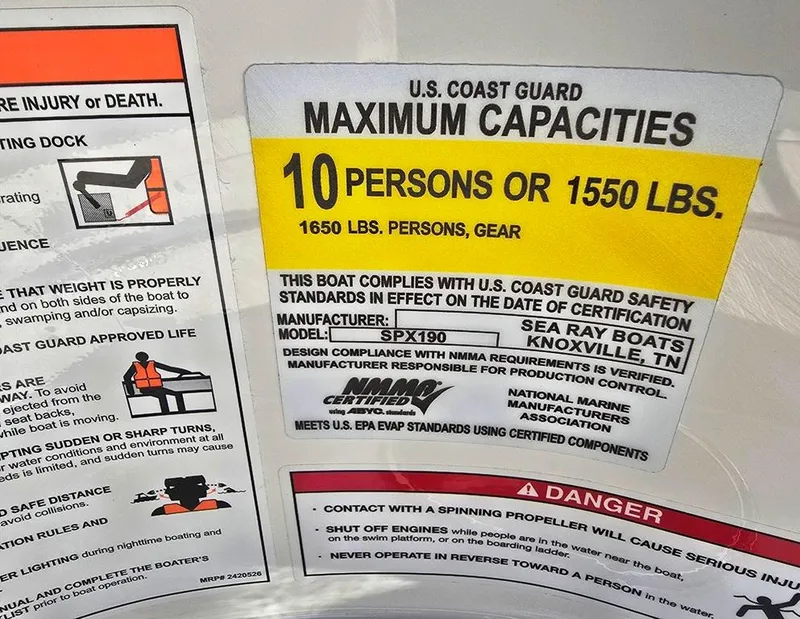 RE INJURY or DEATH.
TING DOCK
rating
UENCE
THAT WEIGHT IS PROPERLY
nd on both sides of the boat to
swamping and/or capsizing.
AST GUARD APPROVED LIFE
RS ARE
WAY. To avoid
ejected from the
seat backs,
while boat is moving.
PTING SUDDEN OR SHARP TURNS,
r water conditions and environment at all
eds is limited, and sudden turns may cause
D SAFE DISTANCE
avoid collisions.
TION RULES AND
ER LIGHTING during nighttime boating and
NUAL AND COMPLETE THE BOATER'S
LIST prior to boat operation.
MRP# 2420526
U.S. COAST GUARD
MAXIMUM CAPACITIES
10 PERSONS OR 1550 LBS.
1650 LBS. PERSONS, GEAR
THIS BOAT COMPLIES WITH U.S. COAST GUARD SAFETY
STANDARDS IN EFFECT ON THE DATE OF CERTIFICATION
MANUFACTURER: SEA RAY BOATS
KNOXVILLE, TN
MODEL: SPX190
DESIGN COMPLIANCE WITH NMMA REQUIREMENTS IS VERIFIED.
MANUFACTURER RESPONSIBLE FOR PRODUCTION CONTROL.
NMMA
CERTIFIED
using ABYC standards
NATIONAL MARINE
MANUFACTURERS
ASSOCIATION
MEETS U.S. EPA EVAP STANDARDS USING CERTIFIED COMPONENTS
DANGER
· CONTACT WITH A SPINNING PROPELLER WILL CAUSE SERIOUS INJU
· SHUT OFF ENGINES while people are in the water near the boat,
on the swim platform, or on the boarding ladder.
· NEVER OPERATE IN REVERSE TOWARD A PERSON in the water.